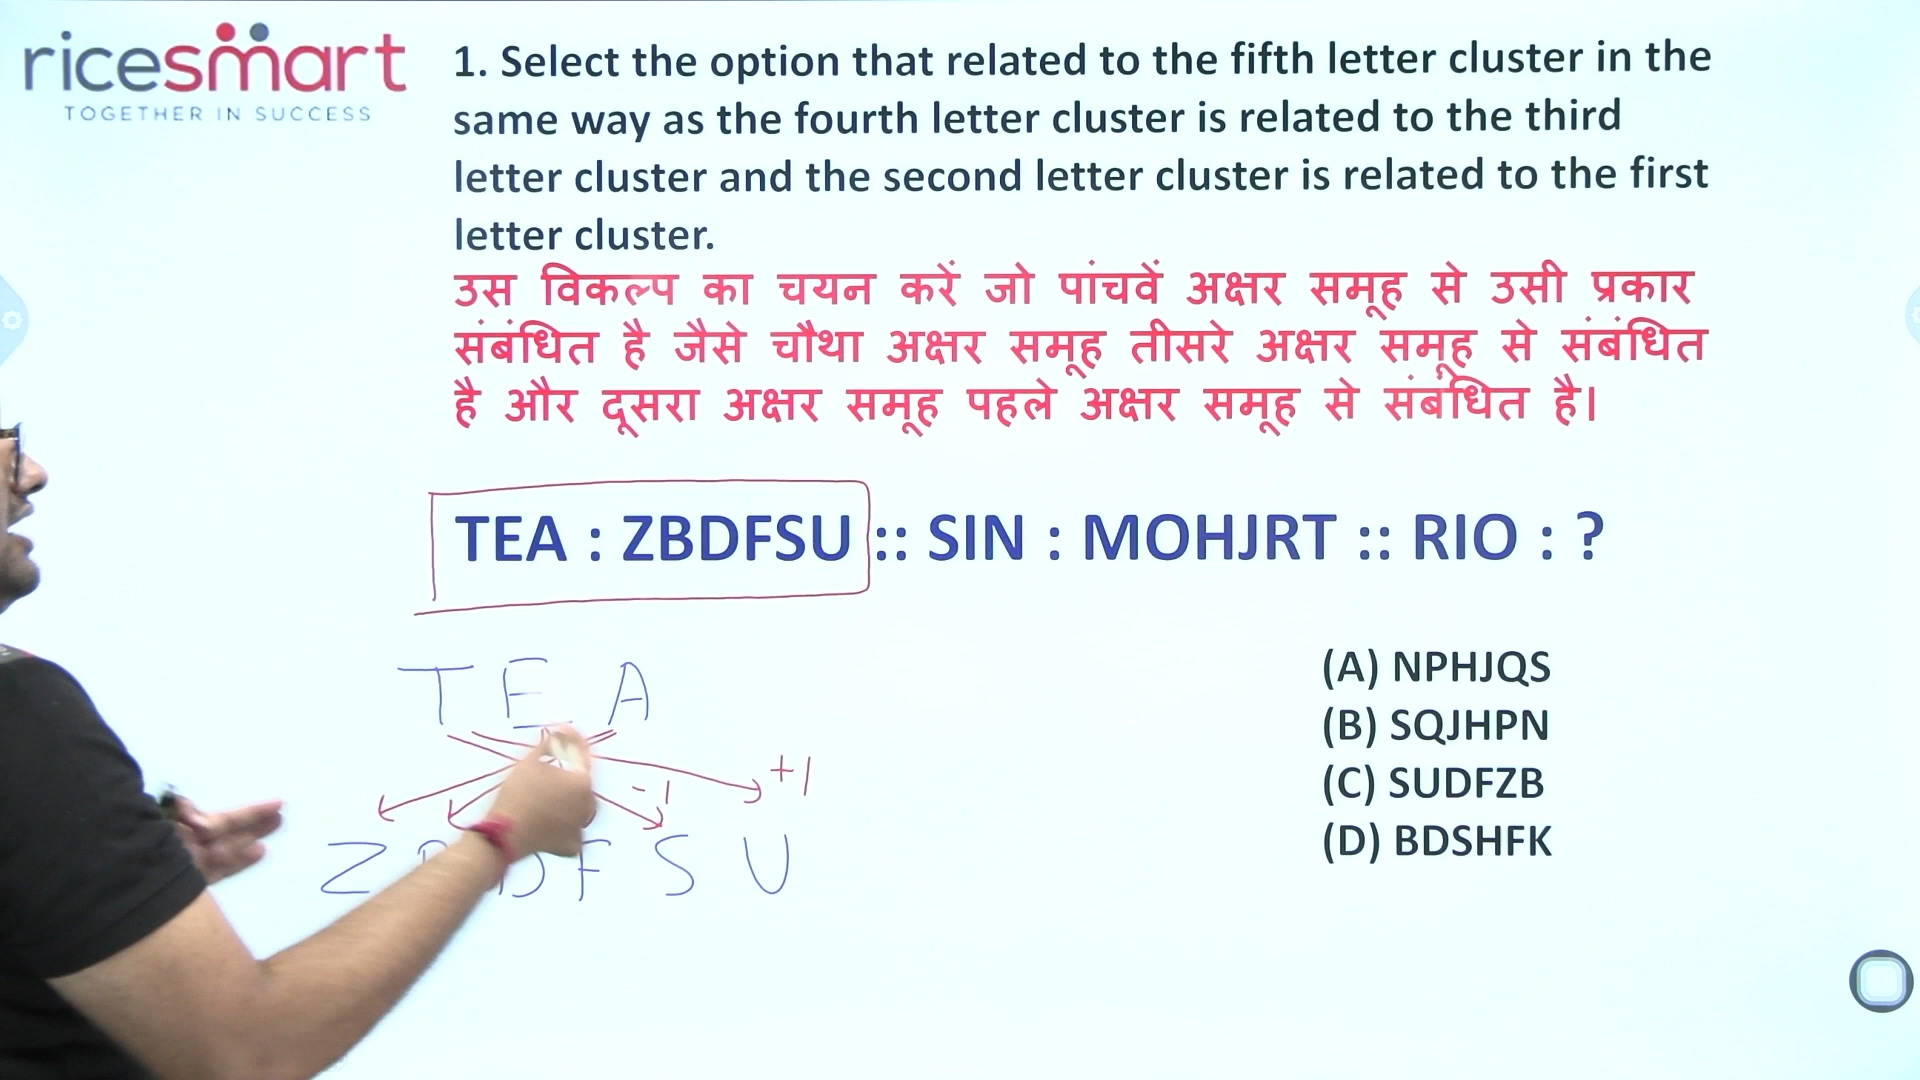 ricesmart
TOGETHER IN SUCCESS
1. Select the option that related to the fifth letter cluster in the
same way as the fourth letter cluster is related to the third
letter cluster and the second letter cluster is related to the first
letter cluster.
उस विकल्प का चयन करें जो पांचवें अक्षर समूह से उसी प्रकार
संबंधित है जैसे चौथा अक्षर समूह तीसरे अक्षर समूह से संबंधित
है और दूसरा अक्षर समूह पहले अक्षर समूह से संबंधित है।
TEA : ZBDFSU :: SIN : MOHJRT :: RIO : ?
(A) NPHJQS
(B) SQJHPN
(C) SUDFZB
(D) BDSHFK
T E A
-1 +1
Z D F S U